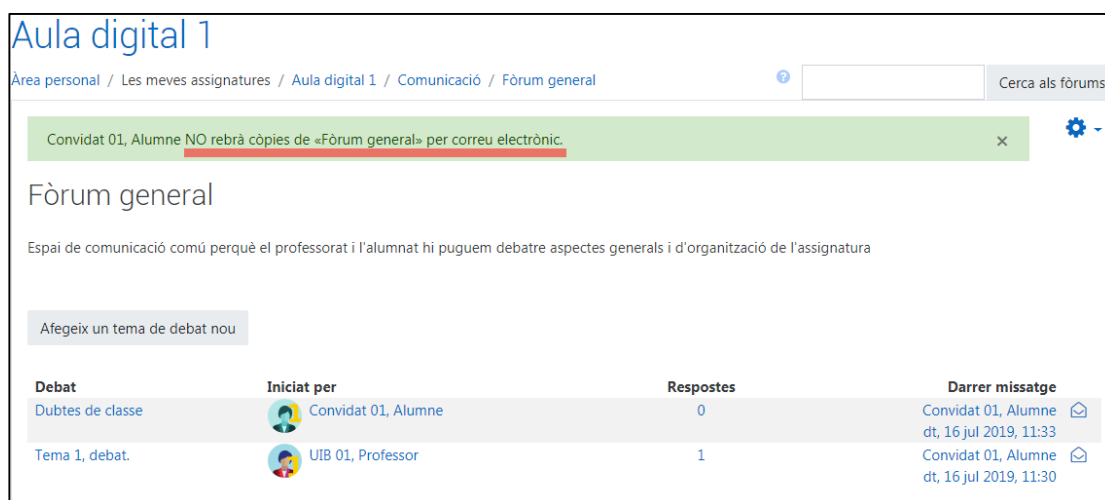 Aula digital 1
Àrea personal / Les meves assignatures / Aula digital 1 / Comunicació / Fòrum general
Cerca als fòrums
Convidat 01, Alumne NO rebrà còpies de «Fòrum general» per correu electrònic. ×
Fòrum general
Espai de comunicació comú perquè el professorat i l'alumnat hi puguem debatre aspectes generals i d'organització de l'assignatura
Afegeix un tema de debat nou
Debat Iniciat per Respostes Darrer missatge
Dubtes de classe Convidat 01, Alumne 0 Convidat 01, Alumne
dt, 16 jul 2019, 11:33
Tema 1, debat. UIB 01, Professor 1 Convidat 01, Alumne
dt, 16 jul 2019, 11:30